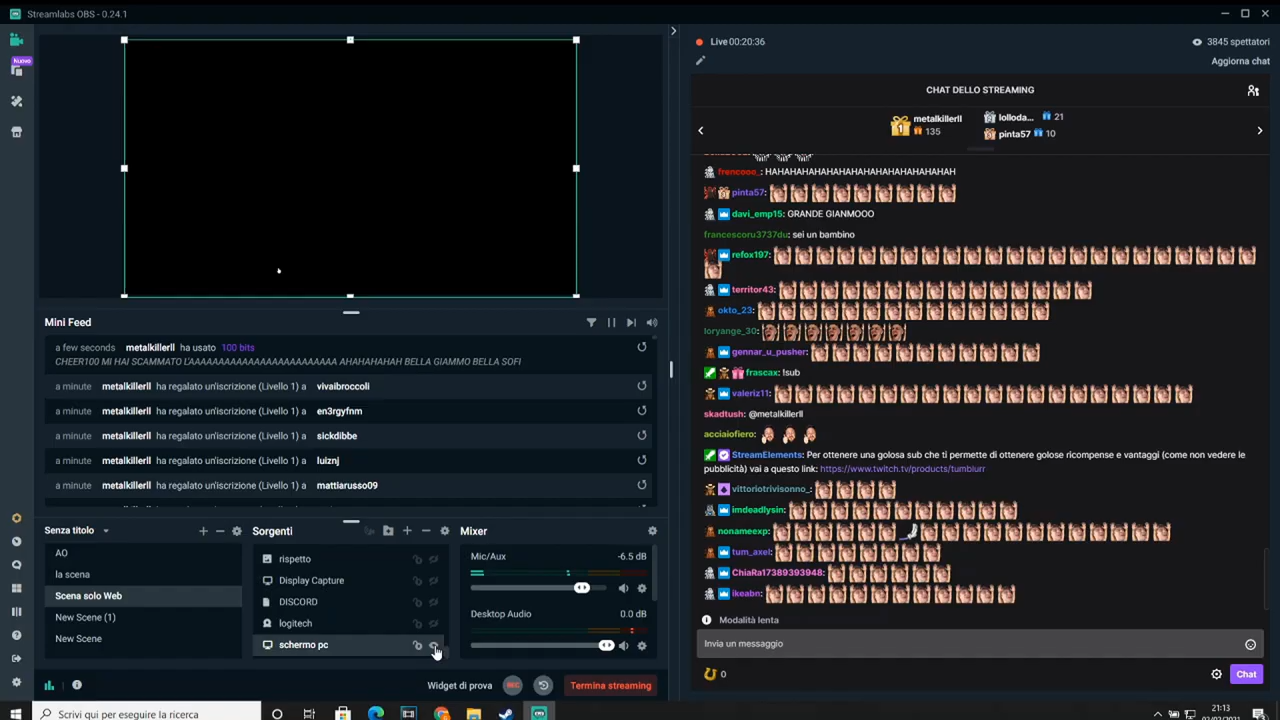 Streamlabs OBS - 0.24.1
Nuovo
Live 00:20:36
3845 spettatori
Aggiorna chat
CHAT DELLO STREAMING
metalkillerll
135
lolloda... 21
pinta57 10
frencooo_: HAHAHAHAHAHAHAHAHAHAHAHAHAHAH
pinta57:
davi_emp15: GRANDE GIANMOOO
francescoru3737du: sei un bambino
refox197:
territor43:
okto_23:
loryange_30:
gennar_u_pusher:
frascax: !sub
valeriz11:
skadtush: @metalkillerll
acciaiofiero:
StreamElements: Per ottenere una golosa sub che ti permette di ottenere golose ricompense e vantaggi (come non vedere le
pubblicità) vai a questo link: https://www.twitch.tv/products/tumblurr
vittoriotrivisonno_:
imdeadlysin:
nonameexp:
tum_axel:
ChiaRa17389393948:
ikeabn:
Modalità lenta
Invia un messaggio
0
Chat
Mini Feed
a few seconds metalkillerll ha usato 100 bits
CHEER100 MI HAI SCAMMATO L'AAAAAAAAAAAAAAAAAAAAAAA AHAHAHAHAH BELLA GIAMMO BELLA SOFI
a minute metalkillerll ha regalato un'iscrizione (Livello 1) a vivaibroccoli
a minute metalkillerll ha regalato un'iscrizione (Livello 1) a en3rgyfnm
a minute metalkillerll ha regalato un'iscrizione (Livello 1) a sickdibbe
a minute metalkillerll ha regalato un'iscrizione (Livello 1) a luiznj
a minute metalkillerll ha regalato un'iscrizione (Livello 1) a mattiarusso09
Senza titolo
AO
la scena
Scena solo Web
New Scene (1)
New Scene
Sorgenti
rispetto
Display Capture
DISCORD
logitech
schermo pc
Mixer
Mic/Aux -6.5 dB
Desktop Audio 0.0 dB
Widget di prova
REC
Termina streaming
Scrivi qui per eseguire la ricerca
21:13